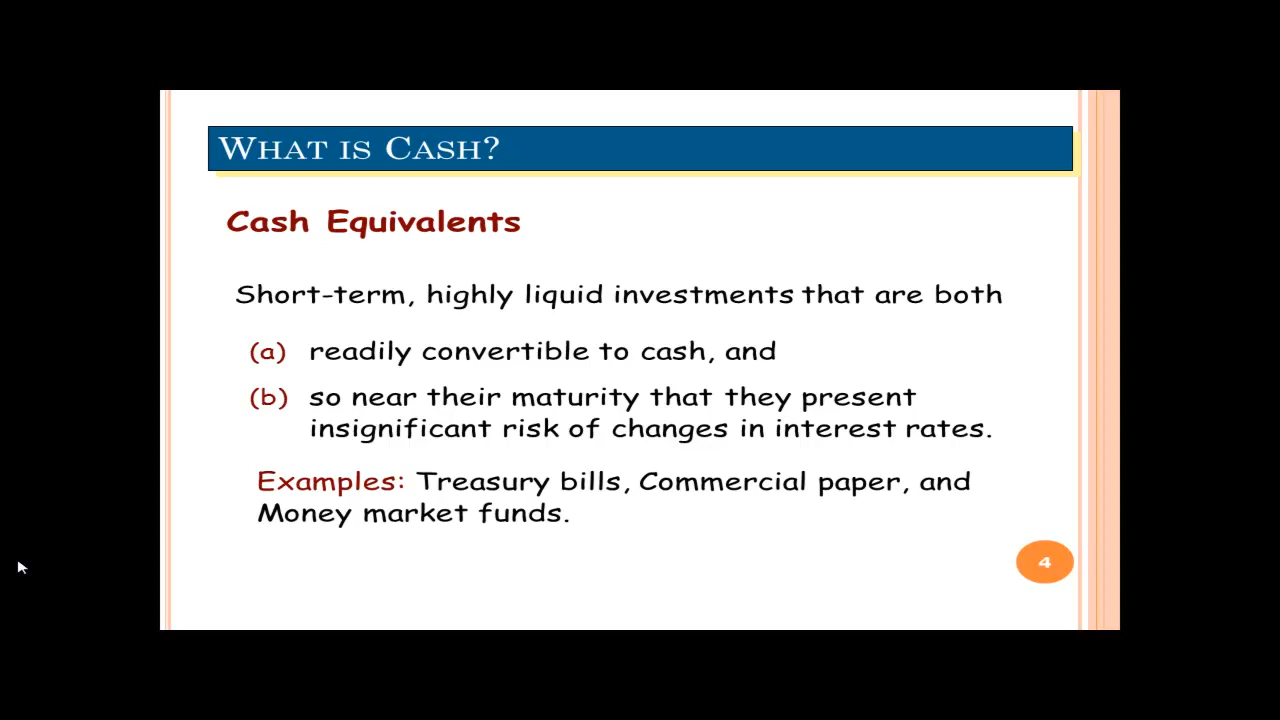 What is Cash?
Cash Equivalents
Short-term, highly liquid investments that are both
(a) readily convertible to cash, and
(b) so near their maturity that they present
insignificant risk of changes in interest rates.
Examples: Treasury bills, Commercial paper, and
Money market funds.
4